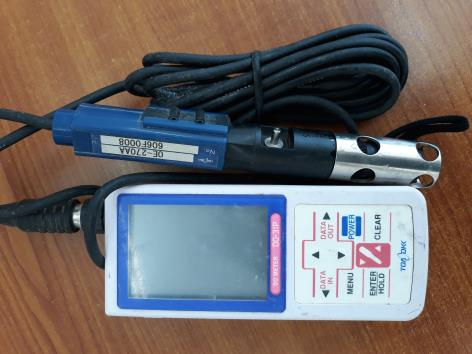 OE-270AA
No. 606F0008
DO METER DO-31P
DATA IN
DATA OUT
MENU
POWER
ENTER
HOLD
CLEAR
TOA DKK